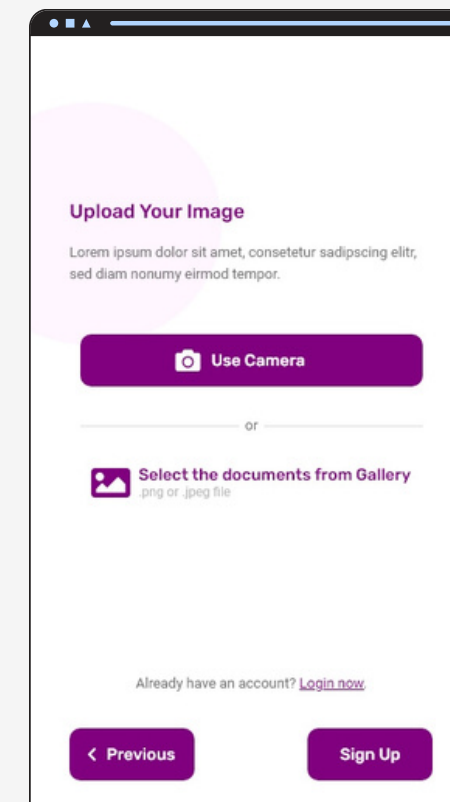 Upload Your Image
Lorem ipsum dolor sit amet, consetetur sadipscing elitr,
sed diam nonumy eirmod tempor.
Use Camera
or
Select the documents from Gallery
.png or .jpeg file
Already have an account? Login now.
Previous
Sign Up